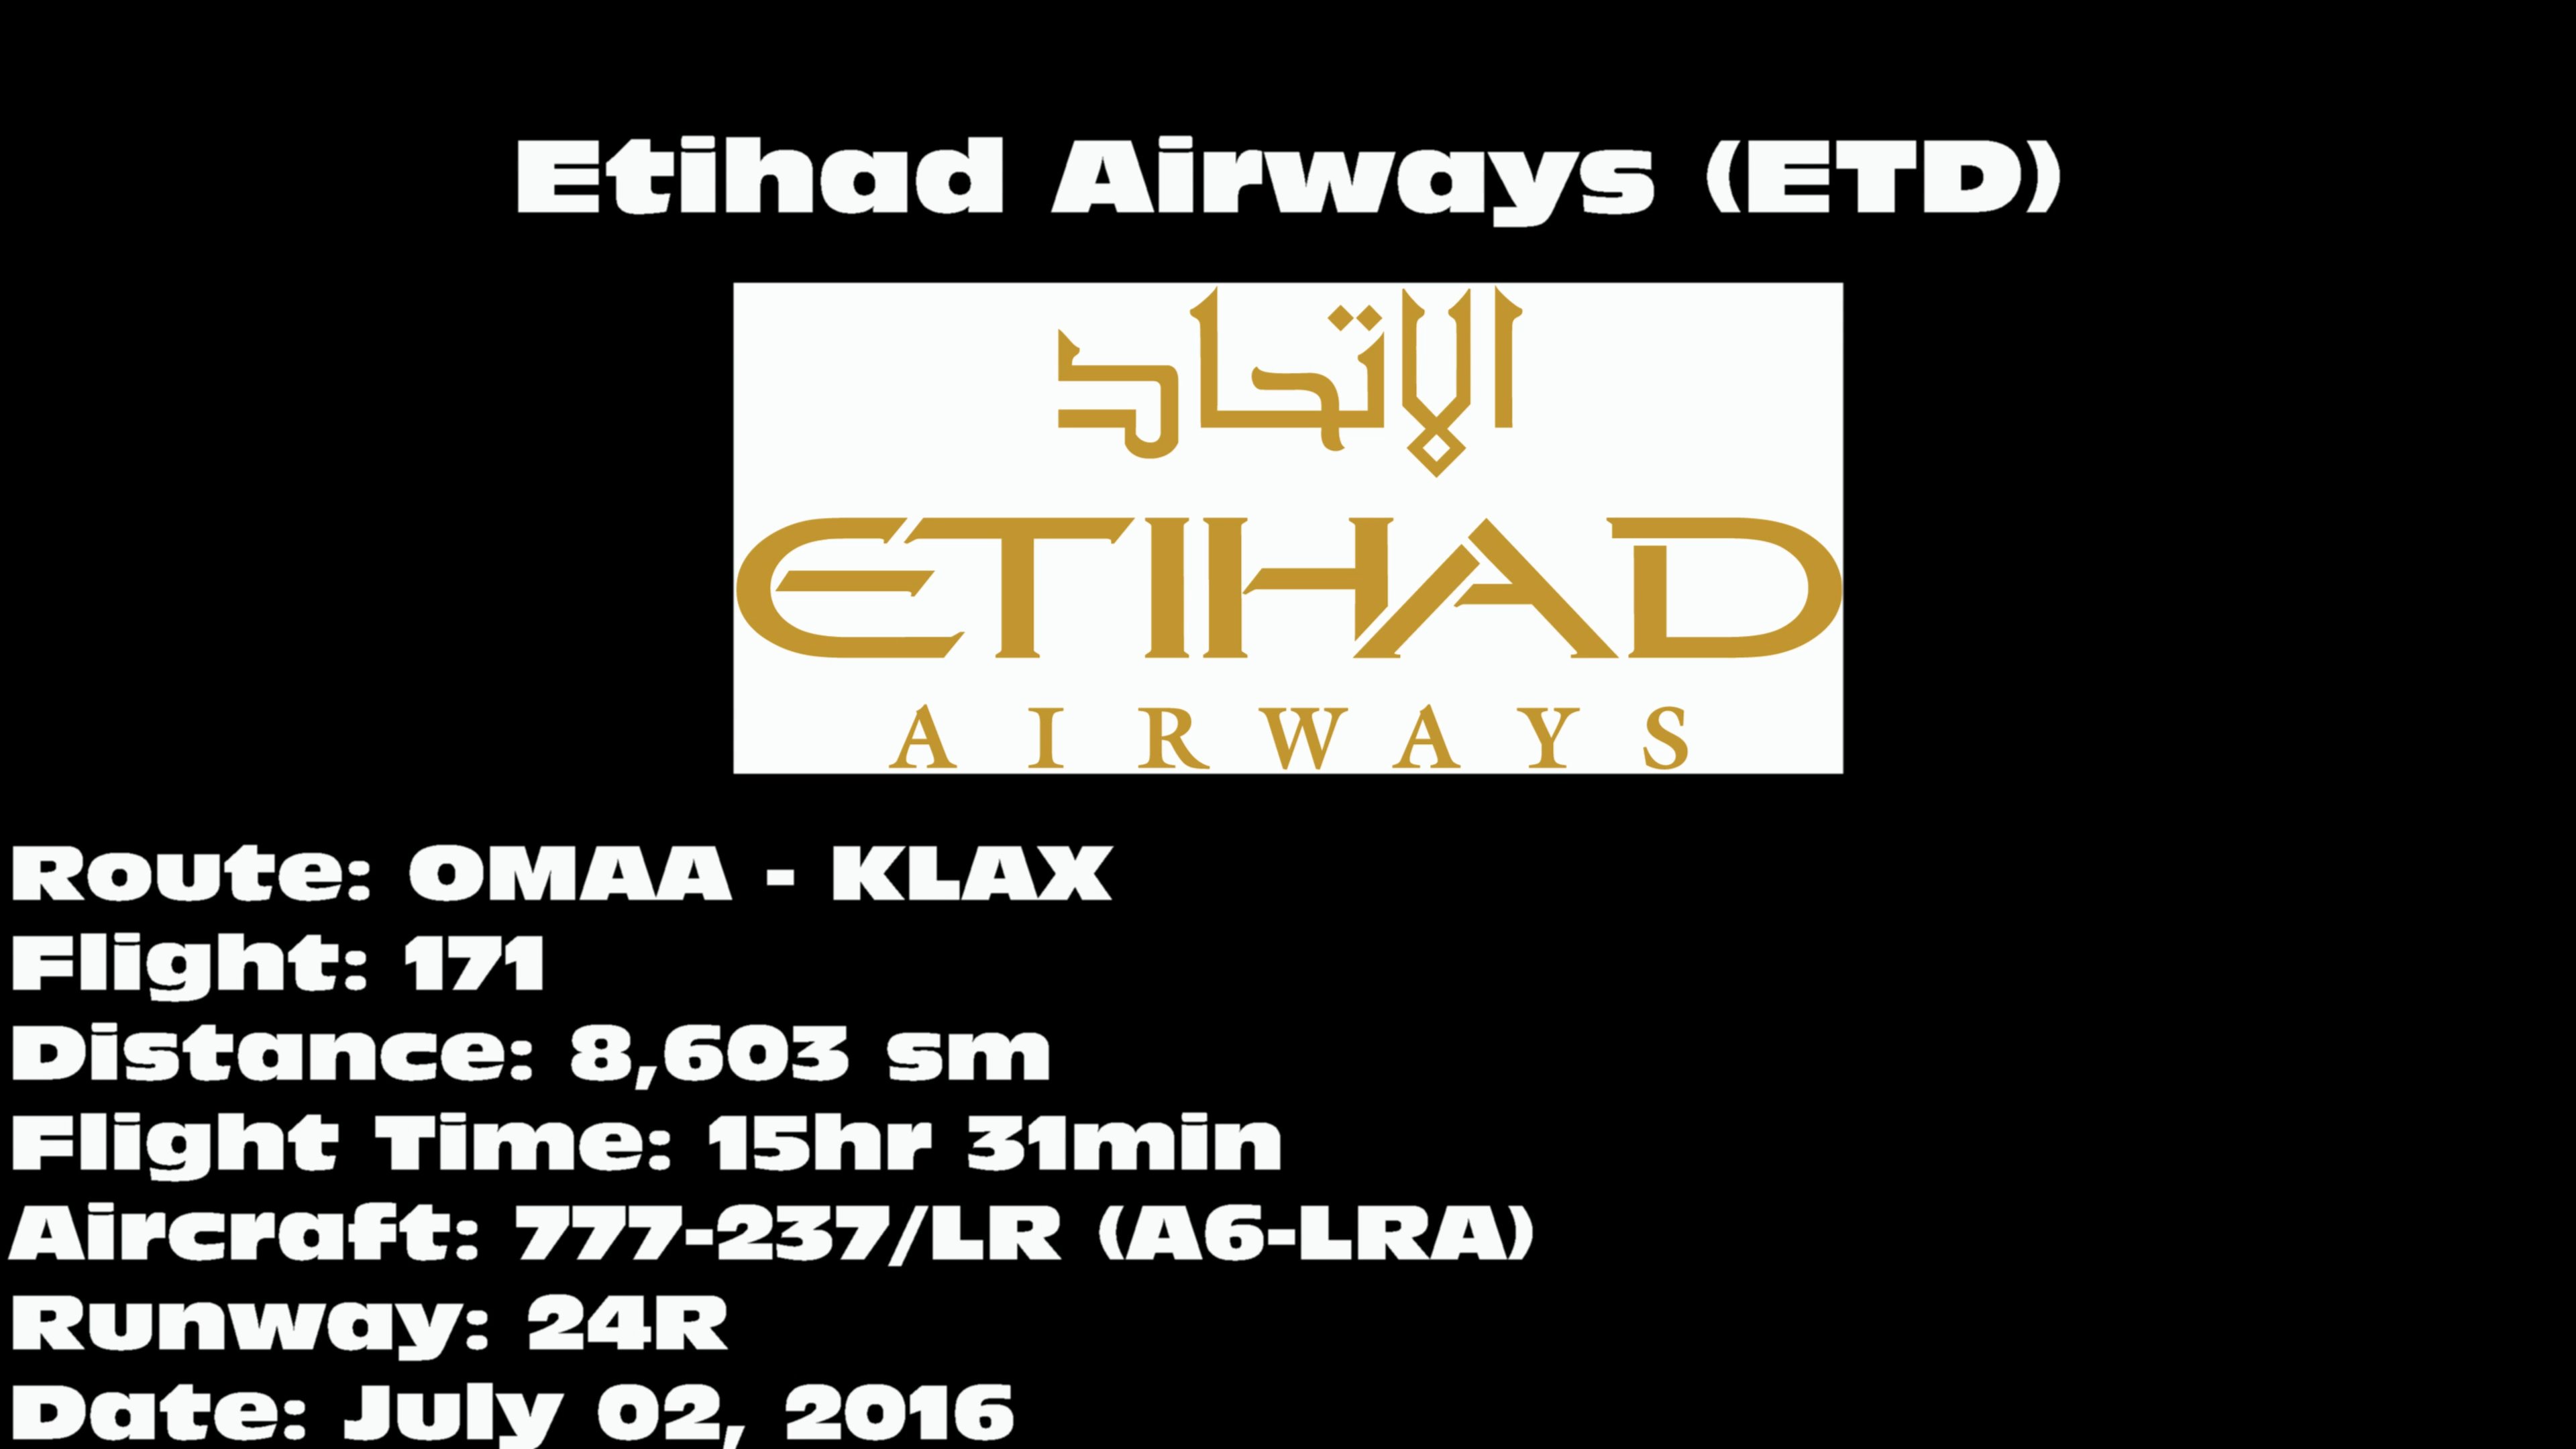 Etihad Airways (ETD)
الإتحاد
ETIHAD
AIRWAYS
Route: OMAA - KLAX
Flight: 171
Distance: 8,603 sm
Flight Time: 15hr 31min
Aircraft: 777-237/LR (A6-LRA)
Runway: 24R
Date: July 02, 2016